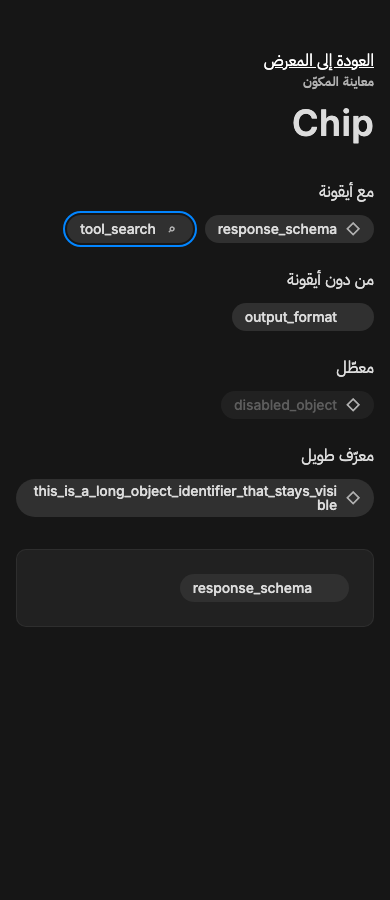 العودة إلى المعرض
معاينة المكوّن
Chip
مع أيقونة
response_schema
tool_search
من دون أيقونة
output_format
معطّل
disabled_object
معرّف طويل
this_is_a_long_object_identifier_that_stays_visi
ble
response_schema